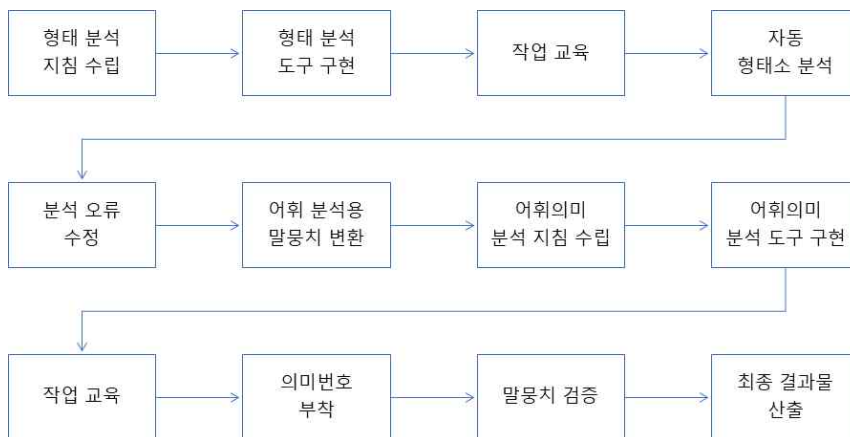 형태 분석
지침 수립
형태 분석
도구 구현
작업 교육
자동
형태소 분석
분석 오류
수정
어휘 분석용
말뭉치 변환
어휘의미
분석 지침 수립
어휘의미
분석 도구 구현
작업 교육
의미번호
부착
말뭉치 검증
최종 결과물
산출